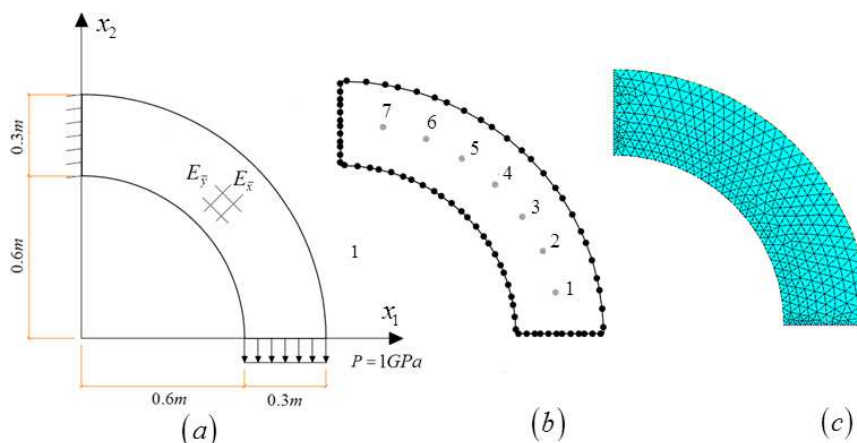 x₂
0.3m
0.6m
E_ȳ
E_x̄
x₁
P = 1GPa
0.6m
0.3m
(a)
7
6
5
4
3
2
1
1
(b)
(c)